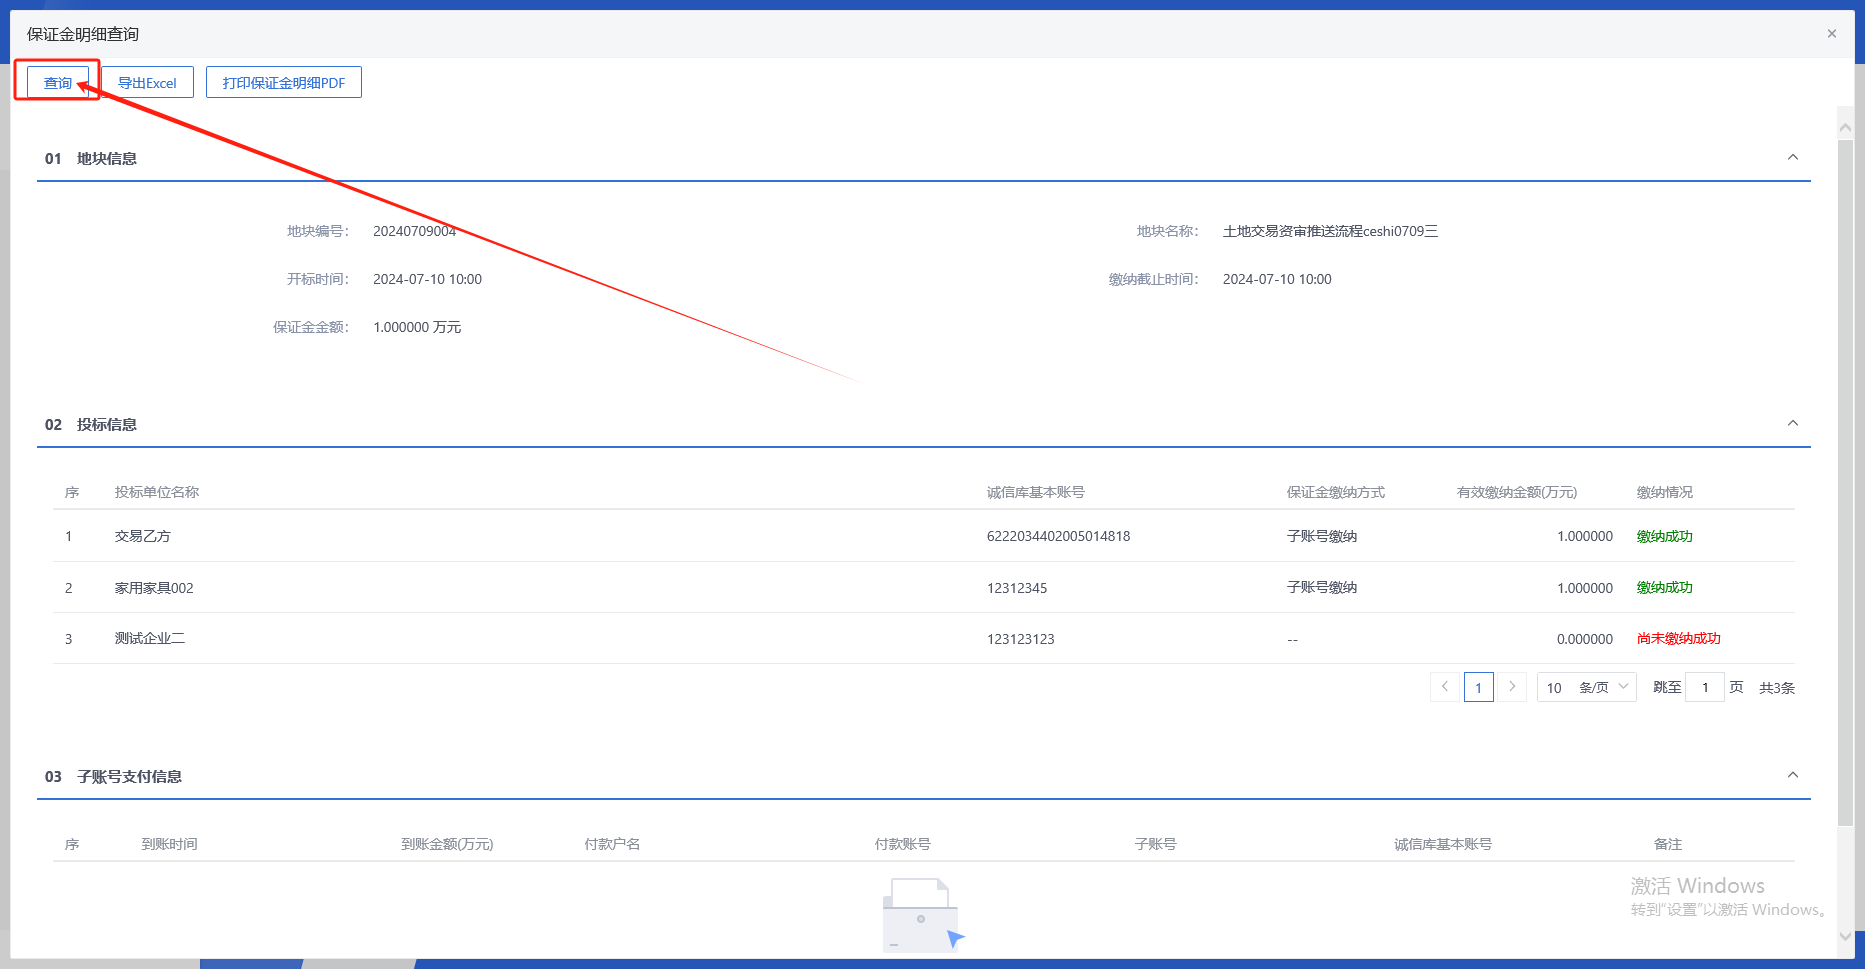 保证金明细查询
查询 导出Excel 打印保证金明细PDF
01 地块信息
地块编号： 20240709004 地块名称： 土地交易资审推送流程ceshi0709三
开标时间： 2024-07-10 10:00 缴纳截止时间： 2024-07-10 10:00
保证金金额： 1.000000 万元
02 投标信息
序 投标单位名称 诚信库基本账号 保证金缴纳方式 有效缴纳金额(万元) 缴纳情况
1 交易乙方 6222034402005014818 子账号缴纳 1.000000 缴纳成功
2 家用家具002 12312345 子账号缴纳 1.000000 缴纳成功
3 测试企业二 123123123 -- 0.000000 尚未缴纳成功
1 10 条/页 跳至 1 页 共3条
03 子账号支付信息
序 到账时间 到账金额(万元) 付款户名 付款账号 子账号 诚信库基本账号 备注
激活 Windows
转到"设置"以激活 Windows。